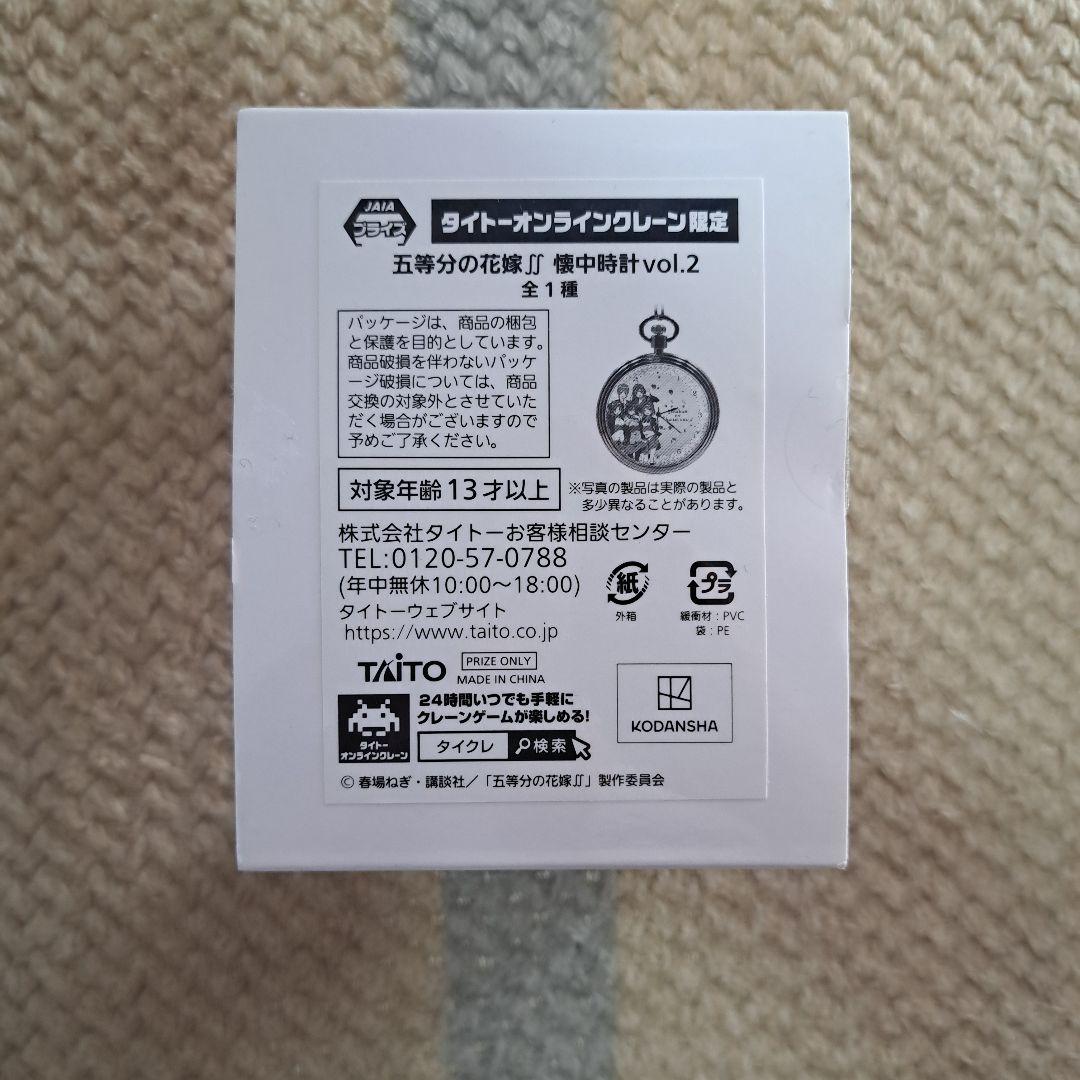 JAIA
プライズ
タイトーオンラインクレーン限定
五等分の花嫁∬ 懐中時計vol.2
全1種
パッケージは、商品の梱包
と保護を目的としています。
商品破損を伴わないパッケ
ージ破損については、商品
交換の対象外とさせていた
だく場合がございますので
予めご了承ください。
対象年齢13才以上
※写真の製品は実際の製品と
多少異なることがあります。
株式会社タイトーお客様相談センター
TEL:0120-57-0788
(年中無休10:00～18:00)
タイトーウェブサイト
https://www.taito.co.jp
紙
外箱
プラ
緩衝材：PVC
袋：PE
TAITO
PRIZE ONLY
MADE IN CHINA
24時間いつでも手軽に
クレーンゲームが楽しめる!
タイトー
オンラインクレーン
タイクレ
検索
KODANSHA
© 春場ねぎ・講談社／「五等分の花嫁∬」製作委員会